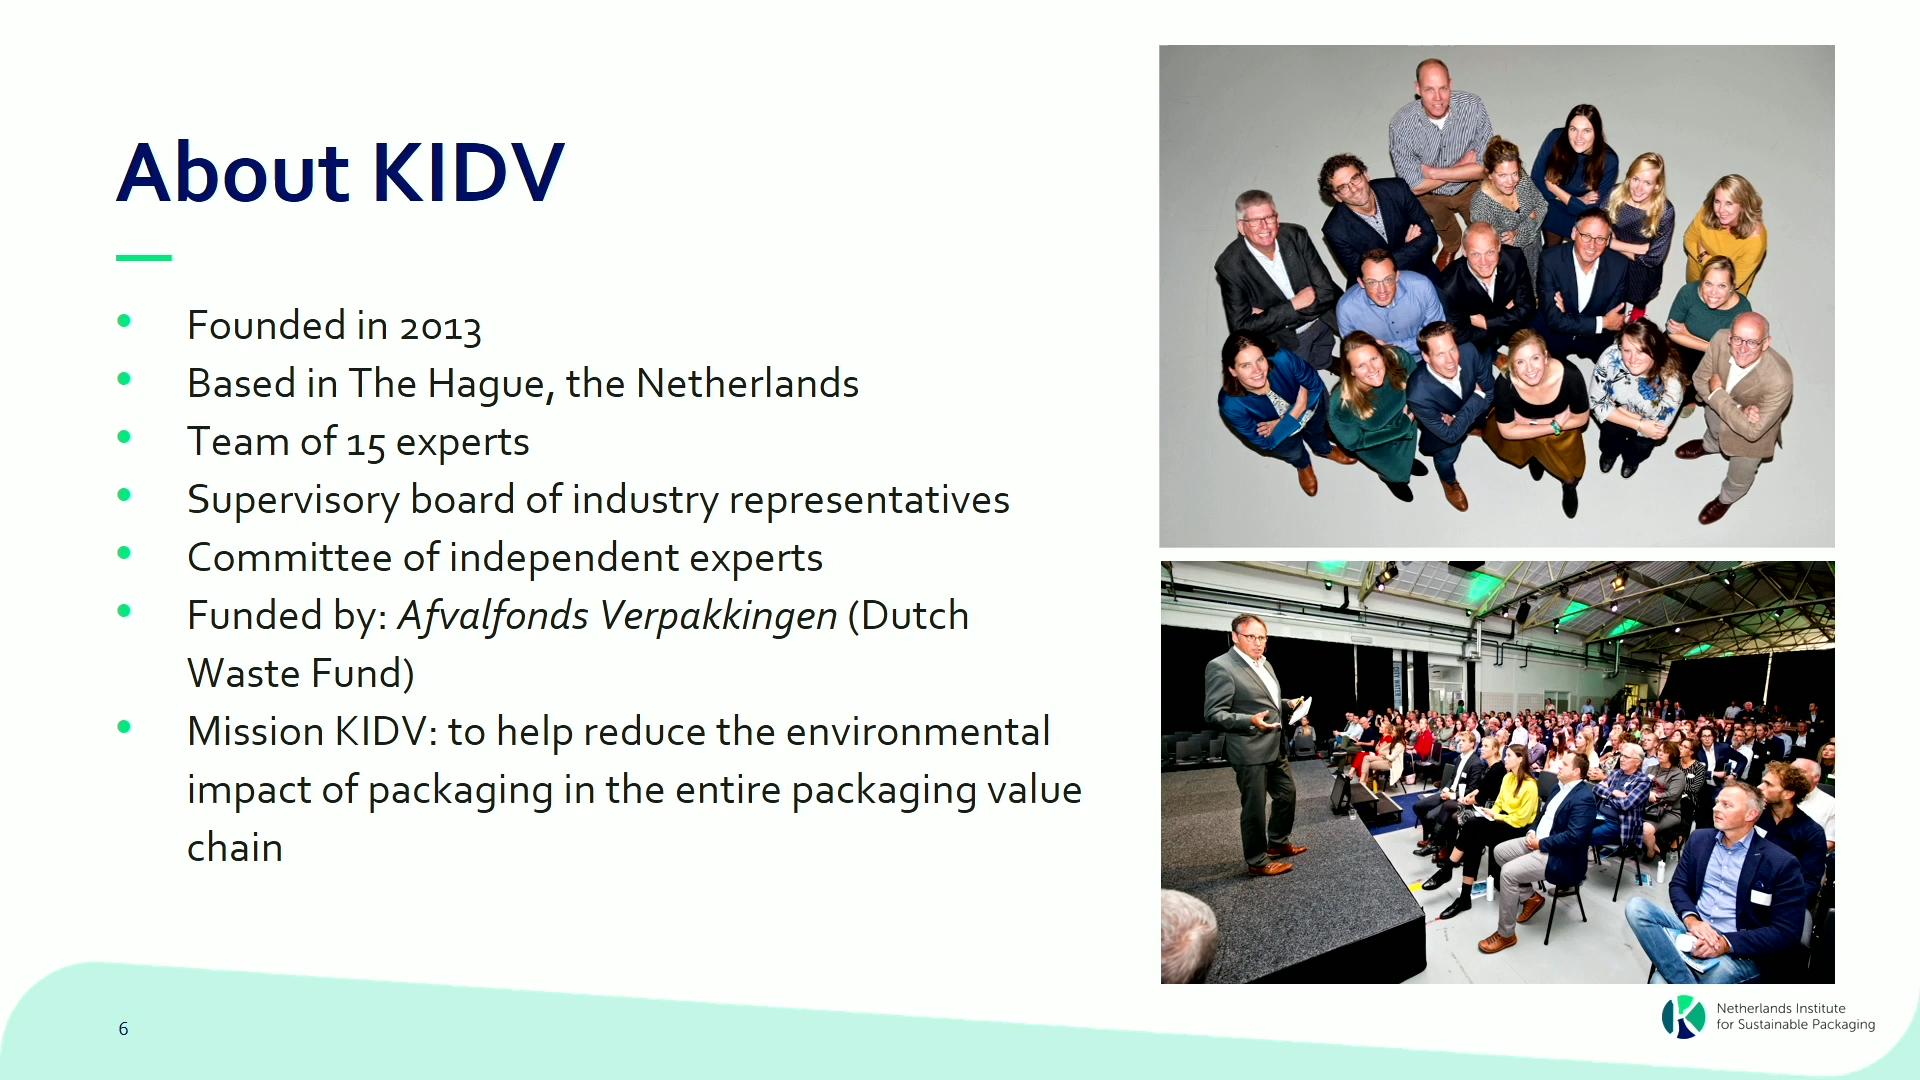 About KIDV
• Founded in 2013
• Based in The Hague, the Netherlands
• Team of 15 experts
• Supervisory board of industry representatives
• Committee of independent experts
• Funded by: Afvalfonds Verpakkingen (Dutch
Waste Fund)
• Mission KIDV: to help reduce the environmental
impact of packaging in the entire packaging value
chain
6
Netherlands Institute
for Sustainable Packaging